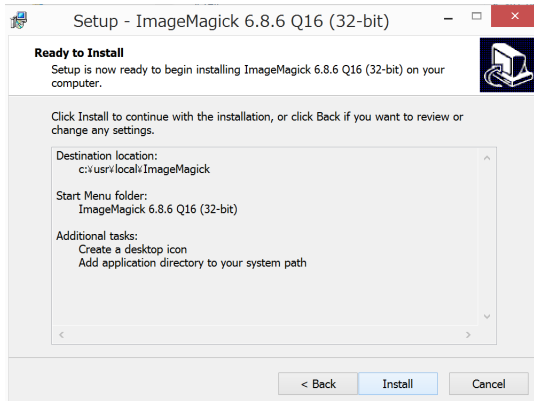 Setup - ImageMagick 6.8.6 Q16 (32-bit)
Ready to Install
Setup is now ready to begin installing ImageMagick 6.8.6 Q16 (32-bit) on your
computer.
Click Install to continue with the installation, or click Back if you want to review or
change any settings.
Destination location:
c:¥usr¥local¥ImageMagick
Start Menu folder:
ImageMagick 6.8.6 Q16 (32-bit)
Additional tasks:
Create a desktop icon
Add application directory to your system path
< Back
Install
Cancel